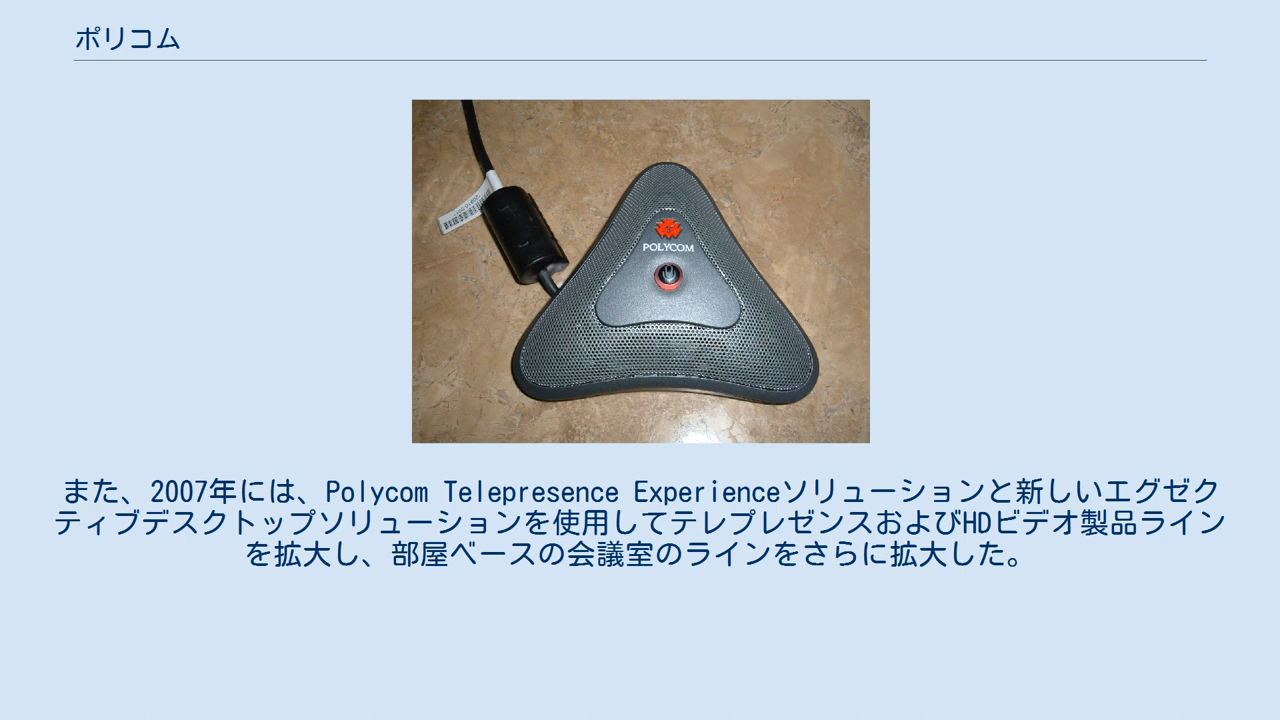 ポリコム
POLYCOM
また、2007年には、Polycom Telepresence Experienceソリューションと新しいエグゼク
ティブデスクトップソリューションを使用してテレプレゼンスおよびHDビデオ製品ライン
を拡大し、部屋ベースの会議室のラインをさらに拡大した。